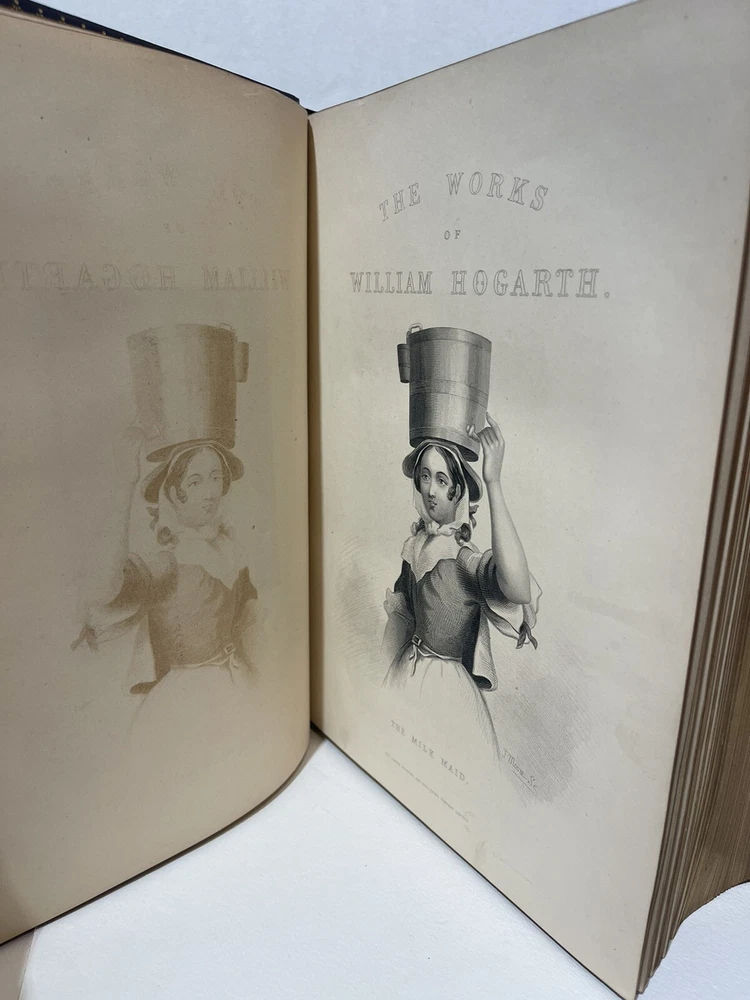 THE WORKS
OF
WILLIAM HOGARTH.
THE MILK MAID.